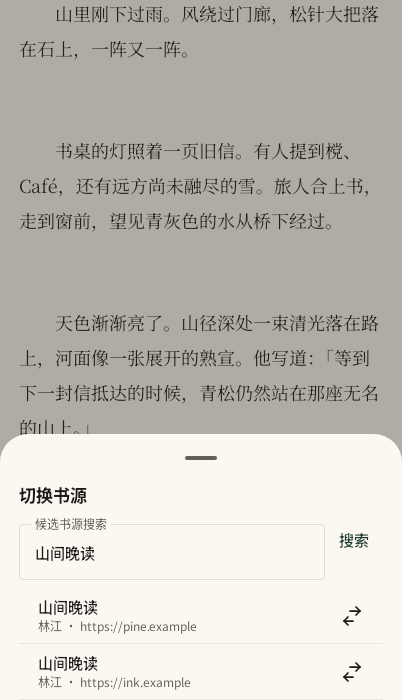 山里刚下过雨。风绕过门廊，松针大把落
在石上，一阵又一阵。
书桌的灯照着一页旧信。有人提到㭴、
Café，还有远方尚未融尽的雪。旅人合上书，
走到窗前，望见青灰色的水从桥下经过。
天色渐渐亮了。山径深处一束清光落在路
上，河面像一张展开的熟宣。他写道：「等到
下一封信抵达的时候，青松仍然站在那座无名
的山上。」
切换书源
候选书源搜索
山间晚读
搜索
山间晚读
林江 • https://pine.example
山间晚读
林江 • https://ink.example